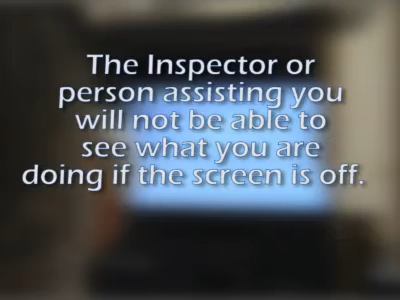 The Inspector or
person assisting you
will not be able to
see what you are
doing if the screen is off.